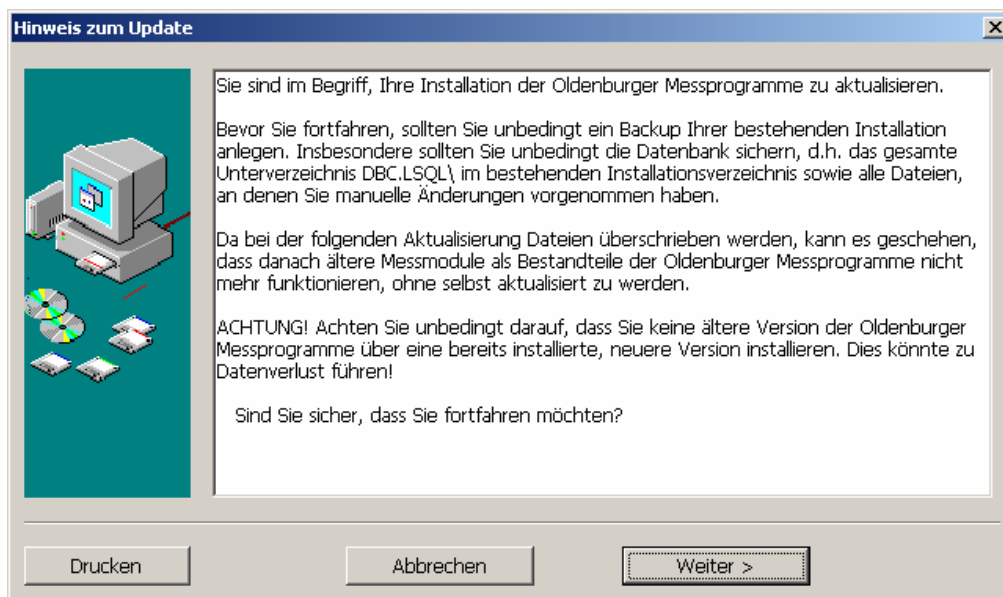 Hinweis zum Update
Sie sind im Begriff, Ihre Installation der Oldenburger Messprogramme zu aktualisieren.
Bevor Sie fortfahren, sollten Sie unbedingt ein Backup Ihrer bestehenden Installation
anlegen. Insbesondere sollten Sie unbedingt die Datenbank sichern, d.h. das gesamte
Unterverzeichnis DBC.LSQL\ im bestehenden Installationsverzeichnis sowie alle Dateien,
an denen Sie manuelle Änderungen vorgenommen haben.
Da bei der folgenden Aktualisierung Dateien überschrieben werden, kann es geschehen,
dass danach ältere Messmodule als Bestandteile der Oldenburger Messprogramme nicht
mehr funktionieren, ohne selbst aktualisiert zu werden.
ACHTUNG! Achten Sie unbedingt darauf, dass Sie keine ältere Version der Oldenburger
Messprogramme über eine bereits installierte, neuere Version installieren. Dies könnte zu
Datenverlust führen!
Sind Sie sicher, dass Sie fortfahren möchten?
Drucken
Abbrechen
Weiter >